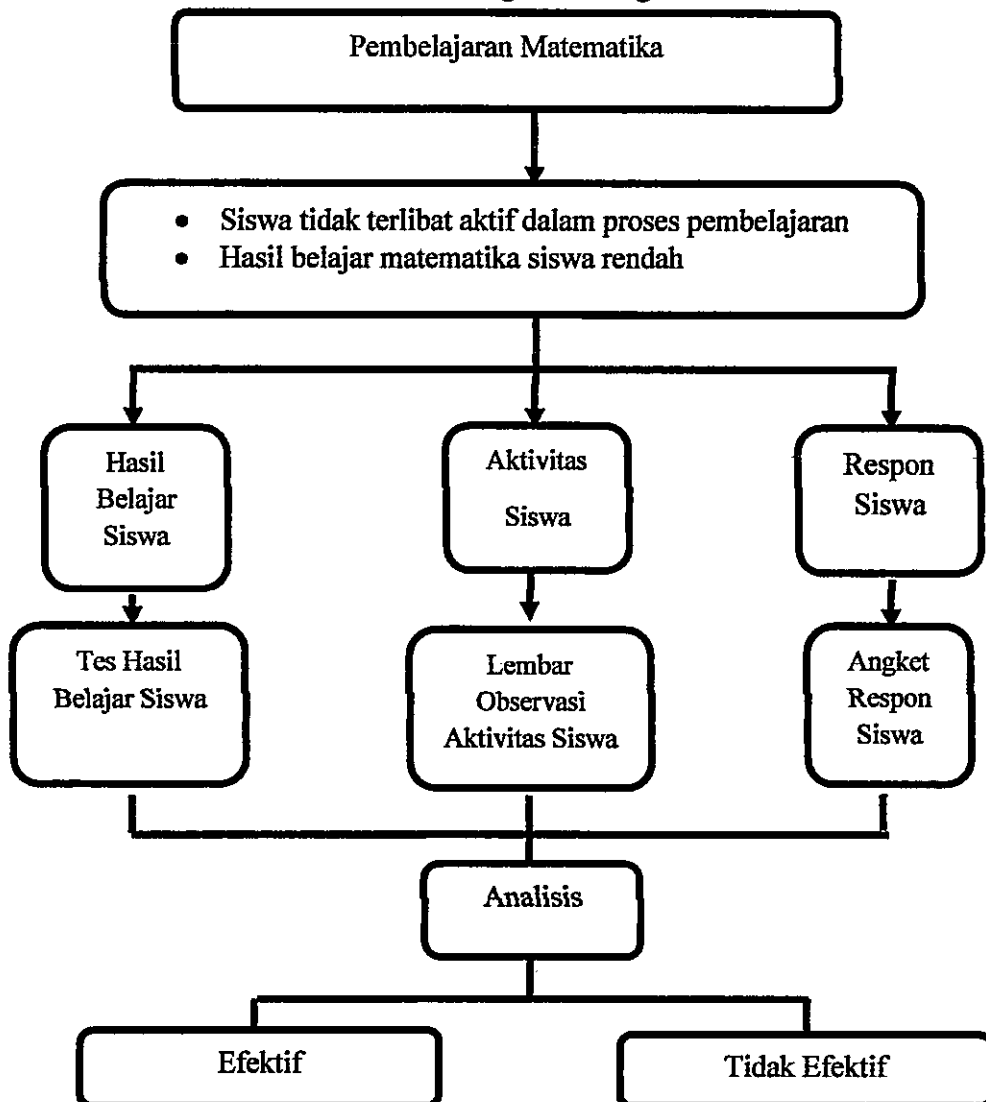 Pembelajaran Matematika
• Siswa tidak terlibat aktif dalam proses pembelajaran
• Hasil belajar matematika siswa rendah
Hasil
Belajar
Siswa
Aktivitas
Siswa
Respon
Siswa
Tes Hasil
Belajar Siswa
Lembar
Observasi
Aktivitas Siswa
Angket
Respon
Siswa
Analisis
Efektif
Tidak Efektif